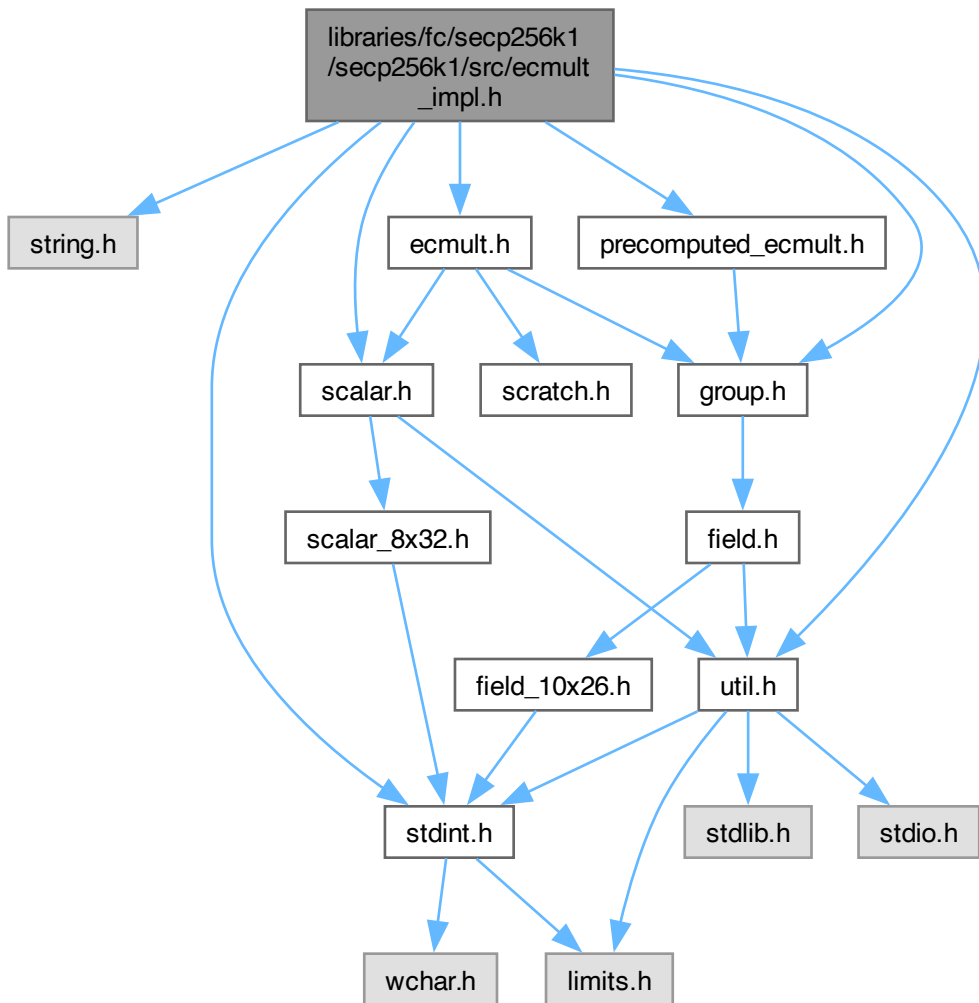 libraries/fc/secp256k1
/secp256k1/src/ecmult
_impl.h
string.h
ecmult.h
precomputed_ecmult.h
scalar.h
scratch.h
group.h
scalar_8x32.h
field.h
field_10x26.h
util.h
stdint.h
stdlib.h
stdio.h
wchar.h
limits.h